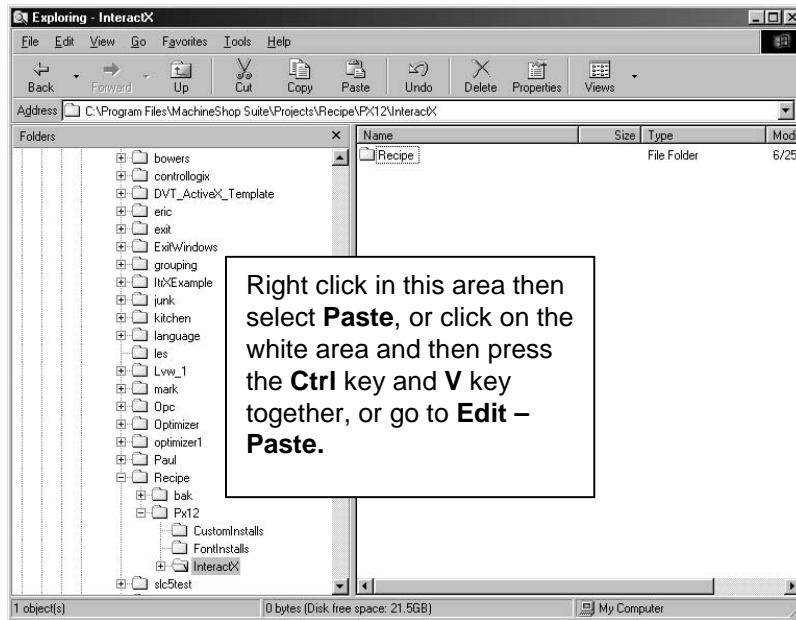 Exploring - InteractX
File Edit View Go Favorites Tools Help
Back Forward Up Cut Copy Paste Undo Delete Properties Views
Address C:\Program Files\MachineShop Suite\Projects\Recipe\PX12\InteractX
Folders
Name Size Type Modi
bowers
Recipe File Folder 6/25
controllogix
DVT_ActiveX_Template
eric
exit
ExitWindows
grouping
ItrXExample
junk
kitchen
language
les
Lvw_1
mark
Opc
Optimizer
optimizer1
Paul
Recipe
bak
Px12
CustomInstalls
FontInstalls
InteractX
slc5test
Right click in this area then
select Paste, or click on the
white area and then press
the Ctrl key and V key
together, or go to Edit –
Paste.
1 object(s) 0 bytes (Disk free space: 21.5GB) My Computer